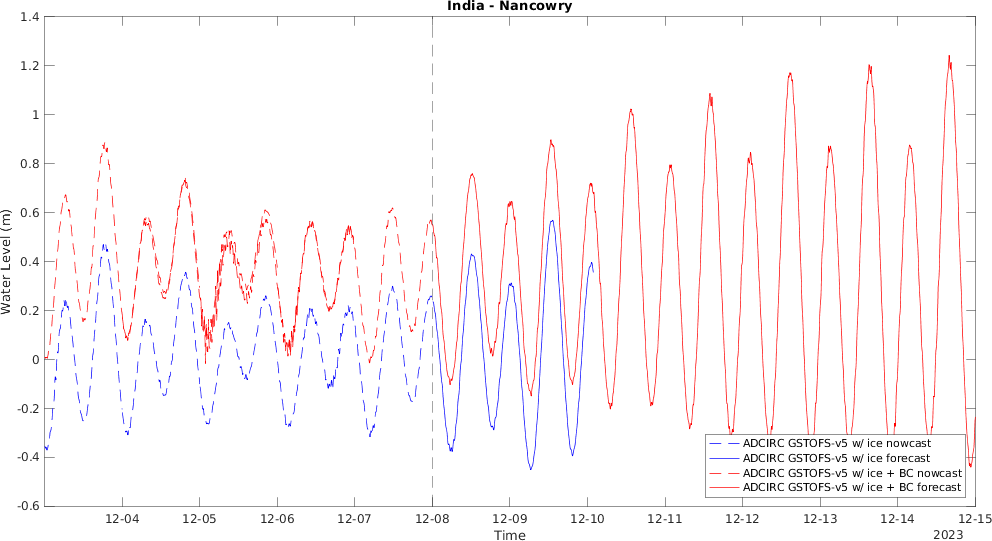 India - Nancowry
1.4
1.2
1
0.8
0.6
0.4
0.2
0
-0.2
-0.4
-0.6
Water Level (m)
ADCIRC GSTOFS-v5 w/ ice nowcast
ADCIRC GSTOFS-v5 w/ ice forecast
ADCIRC GSTOFS-v5 w/ ice + BC nowcast
ADCIRC GSTOFS-v5 w/ ice + BC forecast
12-04 12-05 12-06 12-07 12-08 12-09 12-10 12-11 12-12 12-13 12-14 12-15
Time
2023